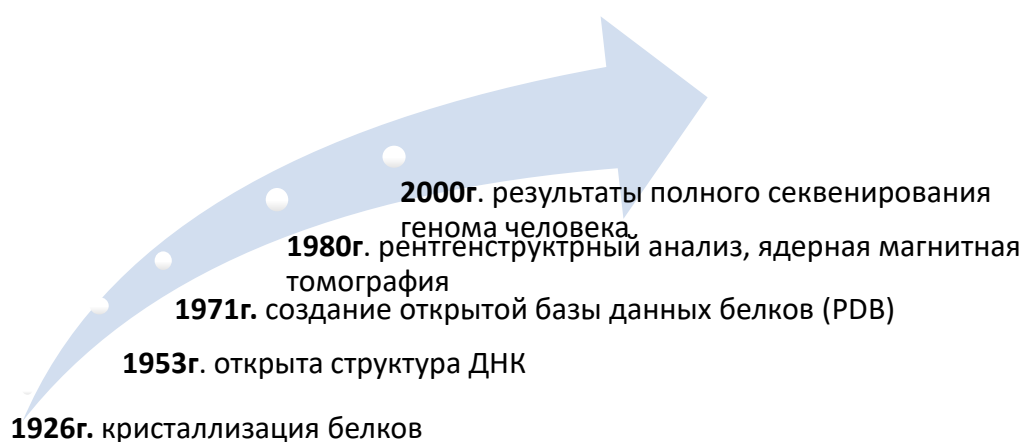 2000г. результаты полного секвенирования
генома человека.
1980г. рентгенструктрный анализ, ядерная магнитная
томография
1971г. создание открытой базы данных белков (PDB)
1953г. открыта структура ДНК
1926г. кристаллизация белков